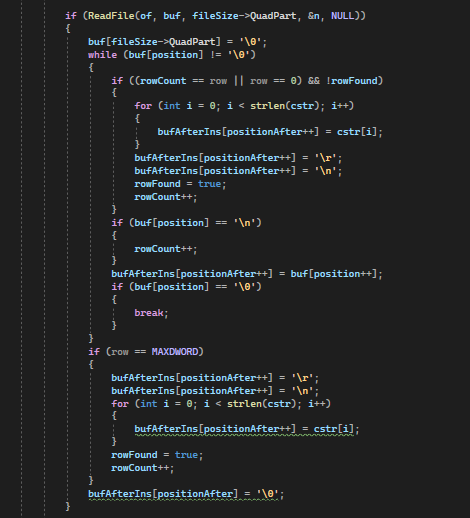 if (ReadFile(of, buf, fileSize->QuadPart, &n, NULL))
{
buf[fileSize->QuadPart] = '\0';
while (buf[position] != '\0')
{
if ((rowCount == row || row == 0) && !rowFound)
{
for (int i = 0; i < strlen(cstr); i++)
{
bufAfterIns[positionAfter++] = cstr[i];
}
bufAfterIns[positionAfter++] = '\r';
bufAfterIns[positionAfter++] = '\n';
rowFound = true;
rowCount++;
}
if (buf[position] == '\n')
{
rowCount++;
}
bufAfterIns[positionAfter++] = buf[position++];
if (buf[position] == '\0')
{
break;
}
}
if (row == MAXDWORD)
{
bufAfterIns[positionAfter++] = '\r';
bufAfterIns[positionAfter++] = '\n';
for (int i = 0; i < strlen(cstr); i++)
{
bufAfterIns[positionAfter++] = cstr[i];
}
rowFound = true;
rowCount++;
}
bufAfterIns[positionAfter] = '\0';
}